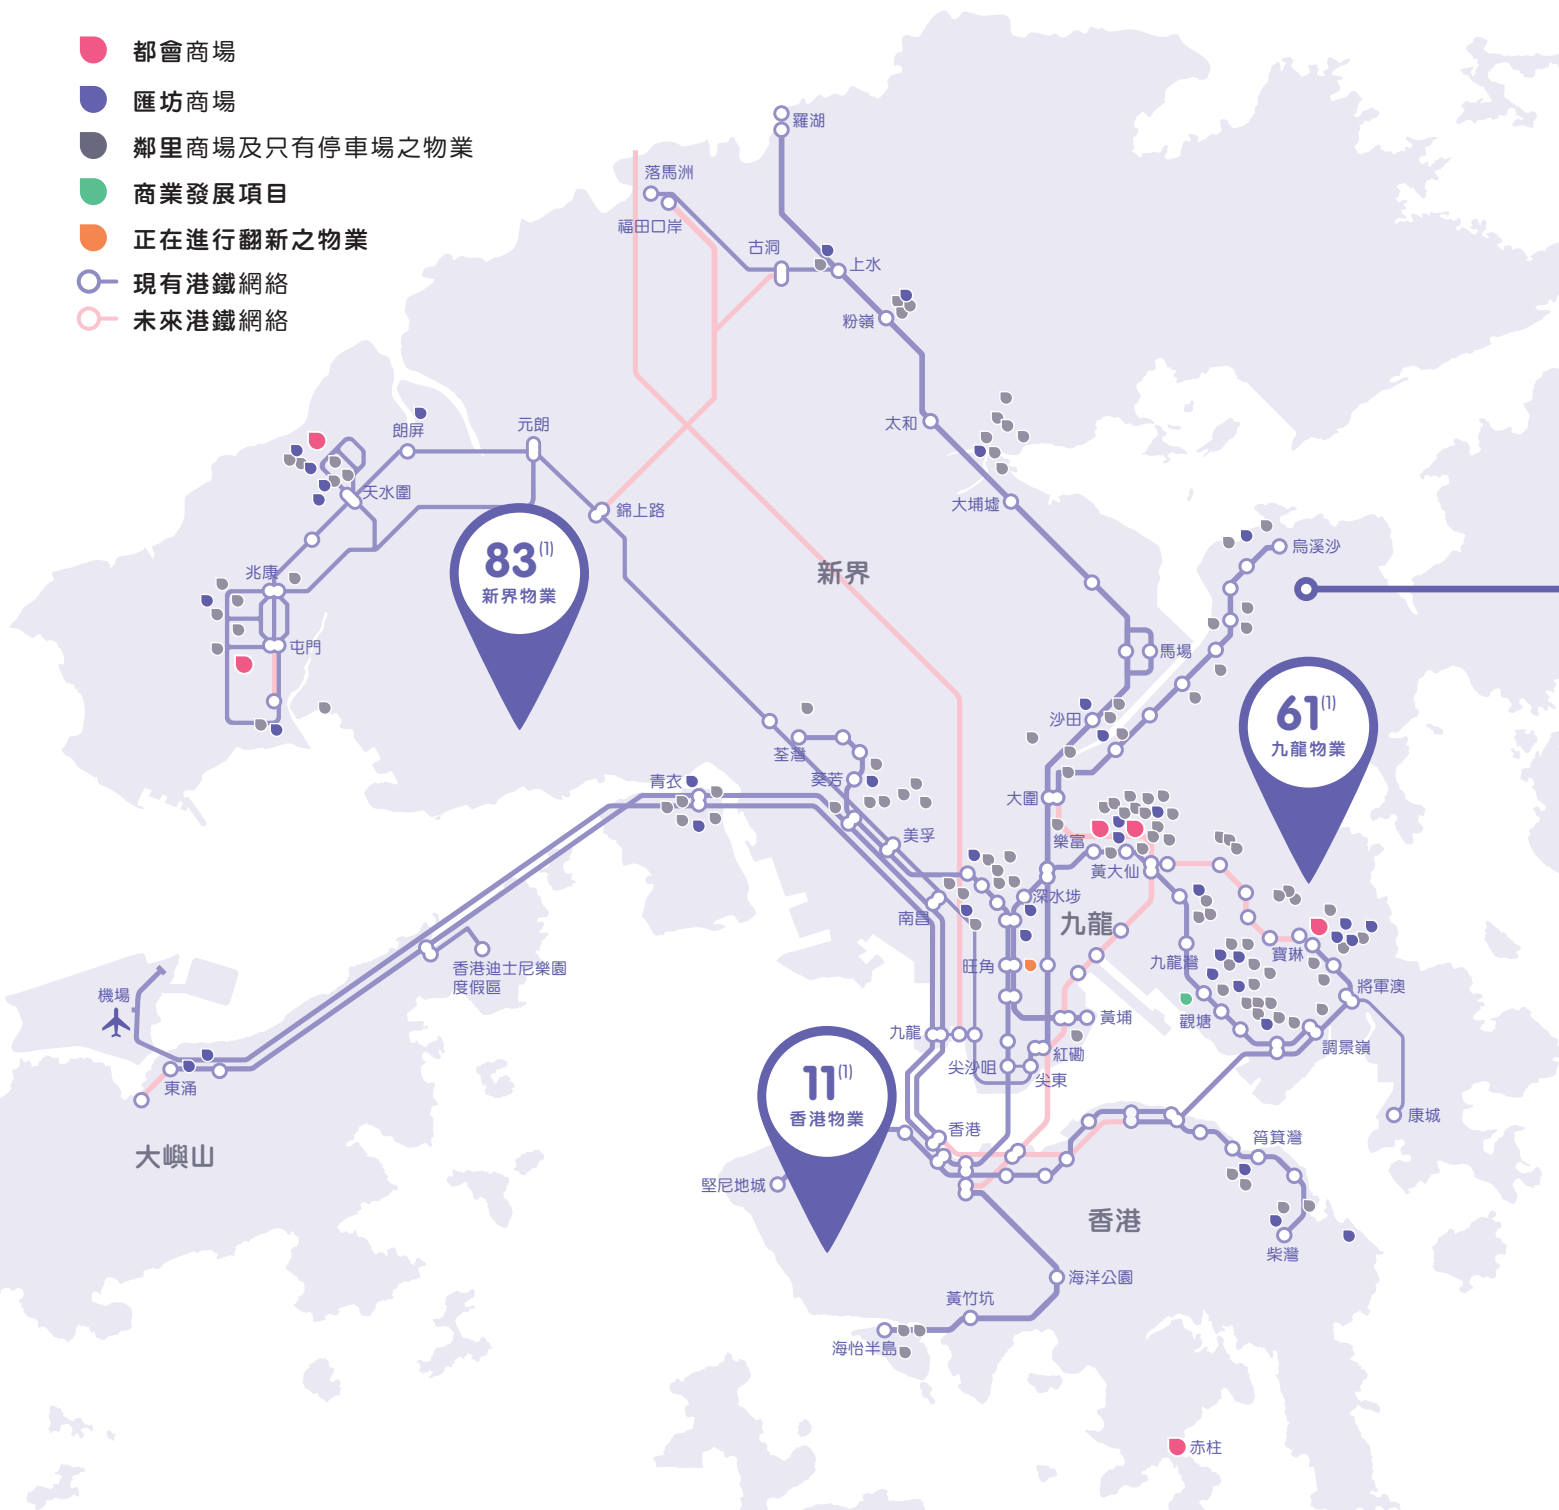 都會商場
匯坊商場
鄰里商場及只有停車場之物業
商業發展項目
正在進行翻新之物業
現有港鐵網絡
未來港鐵網絡
羅湖
落馬洲
福田口岸
古洞
上水
粉嶺
太和
大埔墟
朗屏
元朗
天水圍
錦上路
兆康
屯門
83(1)
新界物業
新界
烏溪沙
馬場
沙田
61(1)
九龍物業
荃灣
葵芳
青衣
大圍
美孚
樂富
黃大仙
深水埗
南昌
九龍
旺角
九龍灣
寶琳
將軍澳
香港迪士尼樂園
度假區
機場
黃埔
觀塘
九龍
紅磡
調景嶺
尖沙咀
尖東
東涌
11(1)
香港物業
康城
香港
筲箕灣
大嶼山
堅尼地城
香港
柴灣
海洋公園
黃竹坑
海怡半島
赤柱